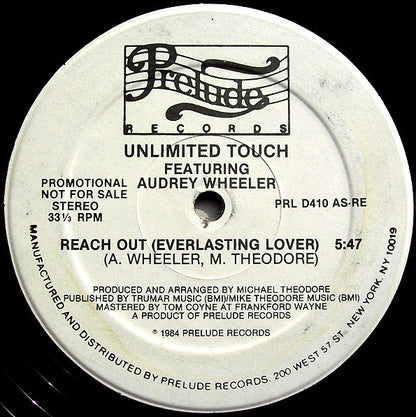 Prelude
RECORDS
UNLIMITED TOUCH
FEATURING
AUDREY WHEELER
PROMOTIONAL
NOT FOR SALE
STEREO
33⅓ RPM
PRL D410 AS-RE
REACH OUT (EVERLASTING LOVER) 5:47
(A. WHEELER, M. THEODORE)
PRODUCED AND ARRANGED BY MICHAEL THEODORE
PUBLISHED BY TRUMAR MUSIC (BMI)/MIKE THEODORE MUSIC (BMI)
MASTERED BY TOM COYNE AT FRANKFORD WAYNE
A PRODUCT OF PRELUDE RECORDS
℗ 1984 PRELUDE RECORDS
MANUFACTURED AND DISTRIBUTED BY PRELUDE RECORDS. 200 WEST 57 ST. NEW YORK, NY 10019